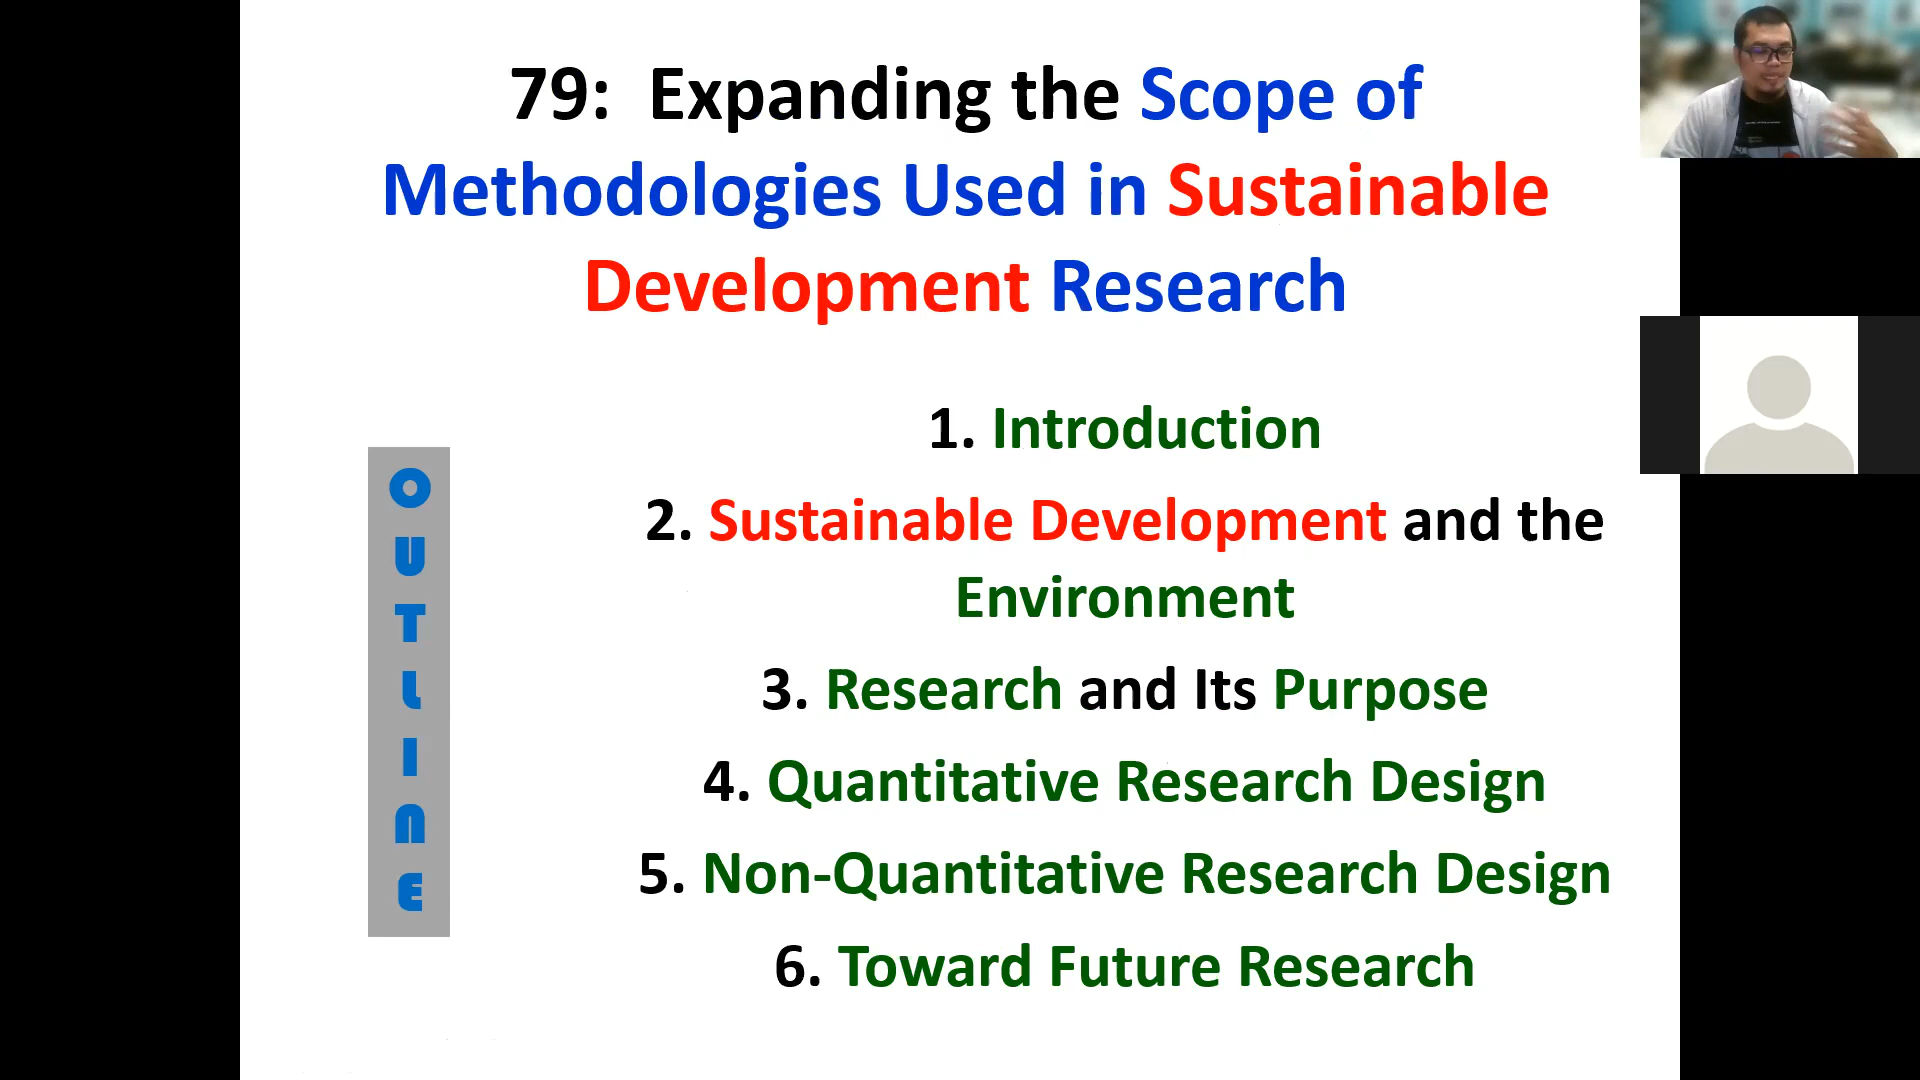 79: Expanding the Scope of
Methodologies Used in Sustainable
Development Research
OUTLINE
1. Introduction
2. Sustainable Development and the
Environment
3. Research and Its Purpose
4. Quantitative Research Design
5. Non-Quantitative Research Design
6. Toward Future Research